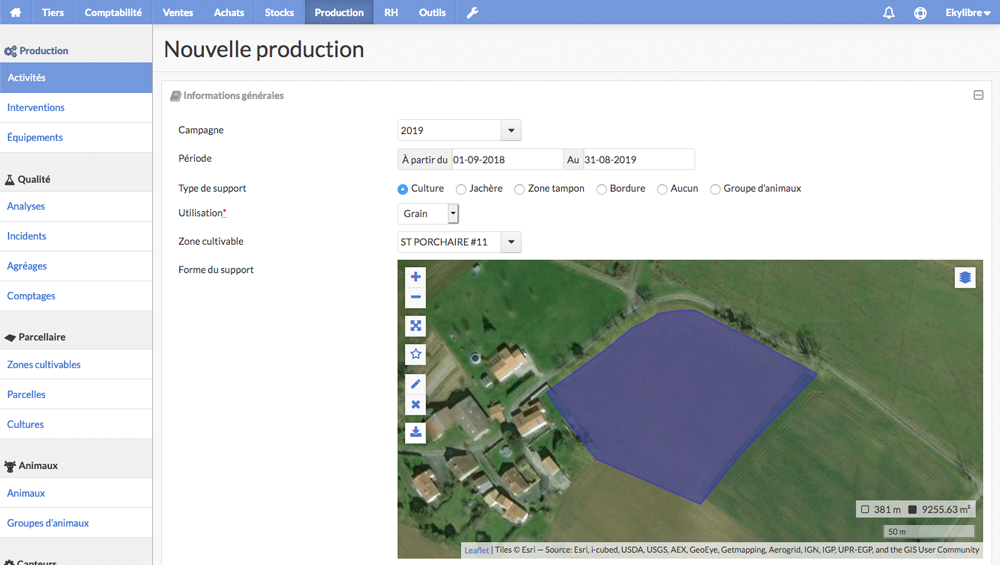 Tiers Comptabilité Ventes Achats Stocks Production RH Outils Ekylibre
Production
Activités
Interventions
Équipements
Qualité
Analyses
Incidents
Agréages
Comptages
Parcellaire
Zones cultivables
Parcelles
Cultures
Animaux
Animaux
Groupes d'animaux
Capteurs
Nouvelle production
Informations générales
Campagne 2019
Période À partir du 01-09-2018 Au 31-08-2019
Type de support Culture Jachère Zone tampon Bordure Aucun Groupe d'animaux
Utilisation* Grain
Zone cultivable ST PORCHAIRE #11
Forme du support
381 m 9255.63 m²
50 m
Leaflet | Tiles © Esri — Source: Esri, i-cubed, USDA, USGS, AEX, GeoEye, Getmapping, Aerogrid, IGN, IGP, UPR-EGP, and the GIS User Community